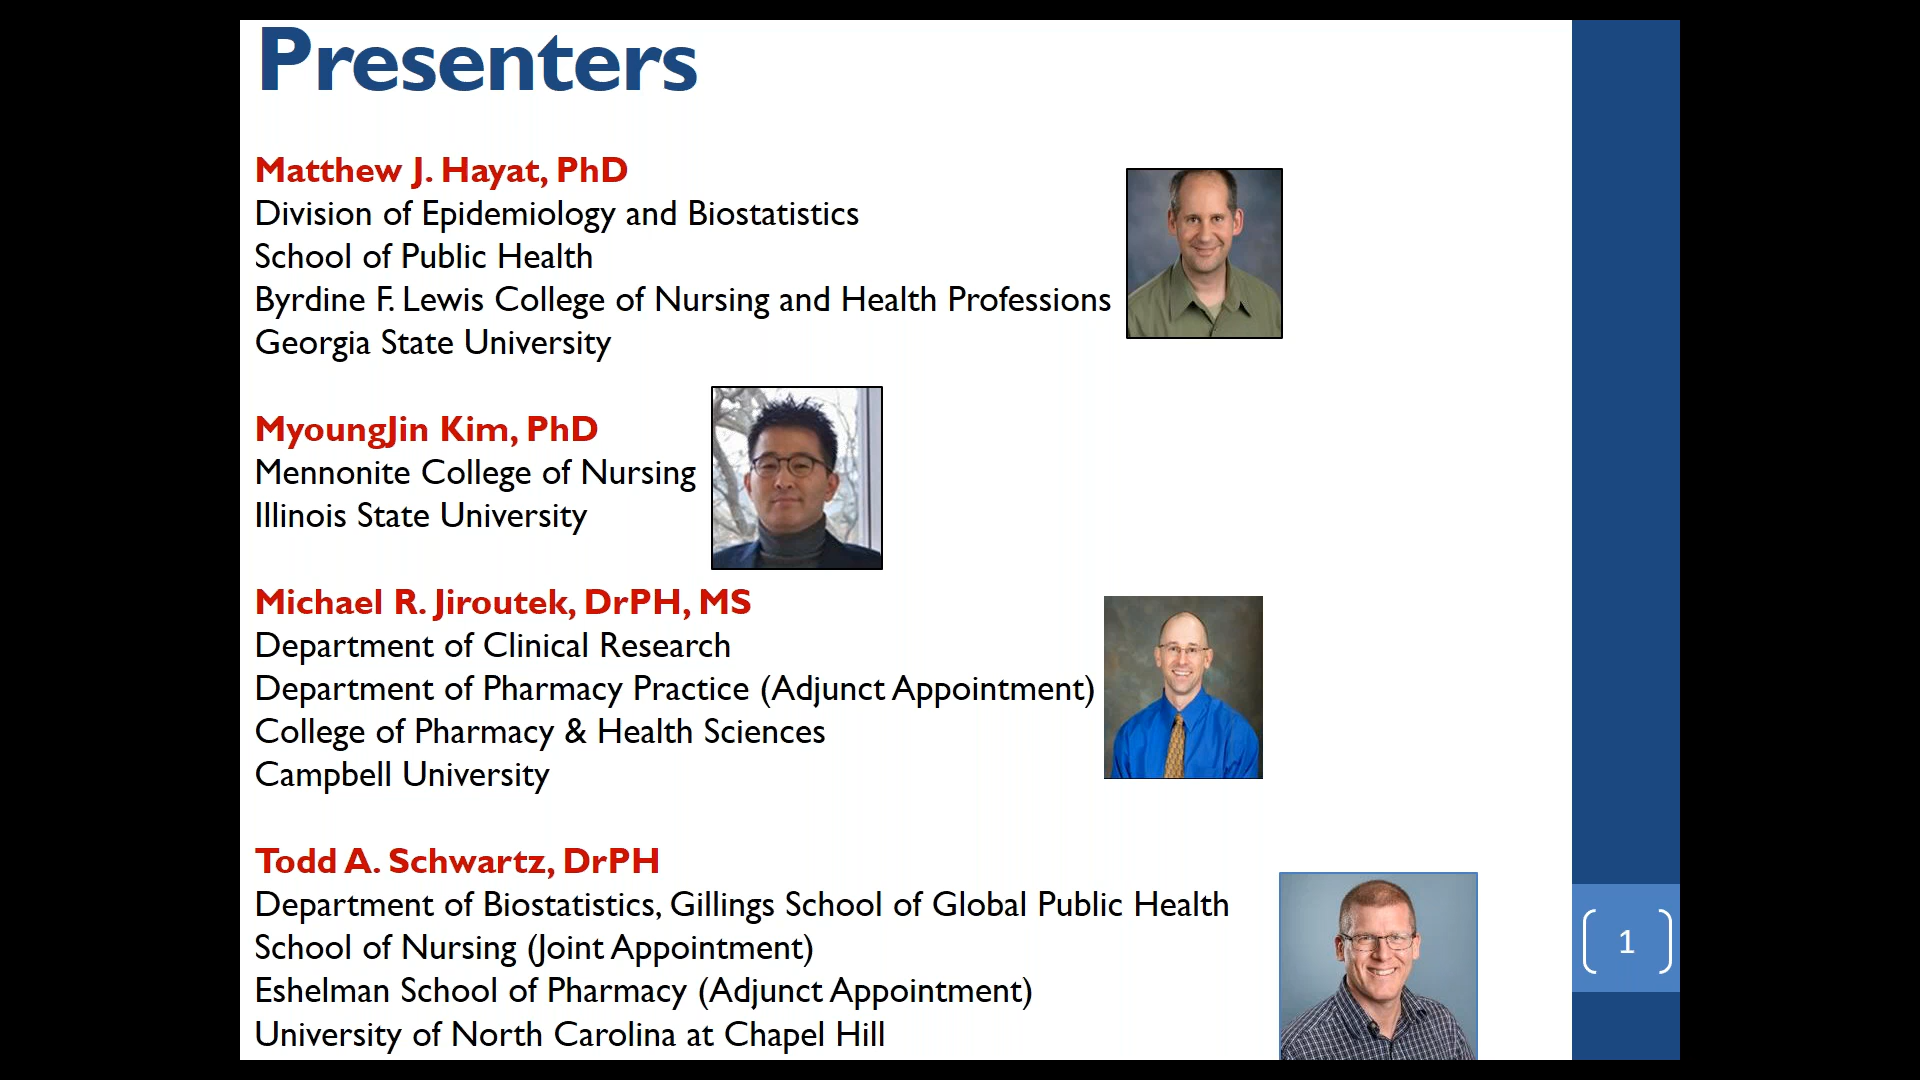 Presenters
Matthew J. Hayat, PhD
Division of Epidemiology and Biostatistics
School of Public Health
Byrdine F. Lewis College of Nursing and Health Professions
Georgia State University
MyoungJin Kim, PhD
Mennonite College of Nursing
Illinois State University
Michael R. Jiroutek, DrPH, MS
Department of Clinical Research
Department of Pharmacy Practice (Adjunct Appointment)
College of Pharmacy & Health Sciences
Campbell University
Todd A. Schwartz, DrPH
Department of Biostatistics, Gillings School of Global Public Health
School of Nursing (Joint Appointment)
Eshelman School of Pharmacy (Adjunct Appointment)
University of North Carolina at Chapel Hill
1